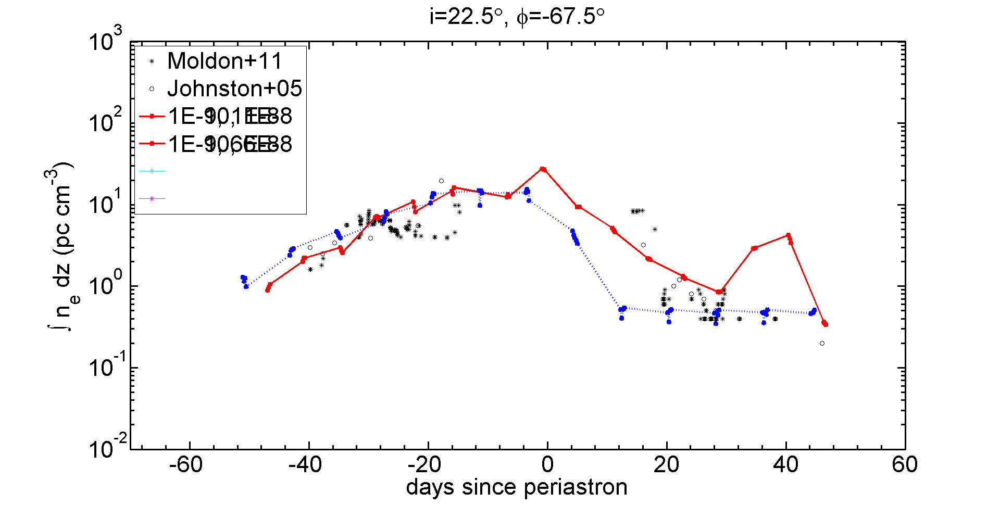 i=22.5°, ϕ=-67.5°
10^3
Moldon+11
Johnston+05
10^2
10^1
10^0
10^-1
10^-2
∫ n_e dz (pc cm^-3)
-60 -40 -20 0 20 40 60
days since periastron